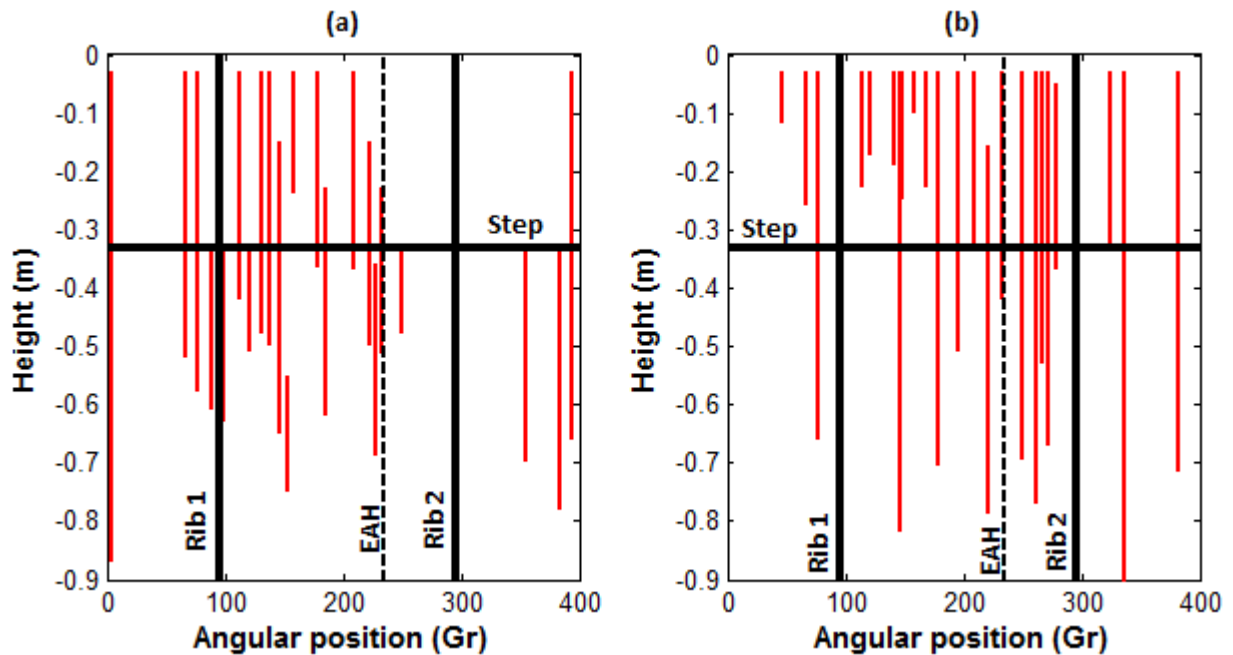 (a)
(b)
0
-0.1
-0.2
-0.3
-0.4
-0.5
-0.6
-0.7
-0.8
-0.9
Height (m)
Step
Rib 1
EAH
Rib 2
0
100
200
300
400
Angular position (Gr)
0
-0.1
-0.2
-0.3
-0.4
-0.5
-0.6
-0.7
-0.8
-0.9
Height (m)
Step
Rib 1
EAH
Rib 2
0
100
200
300
400
Angular position (Gr)